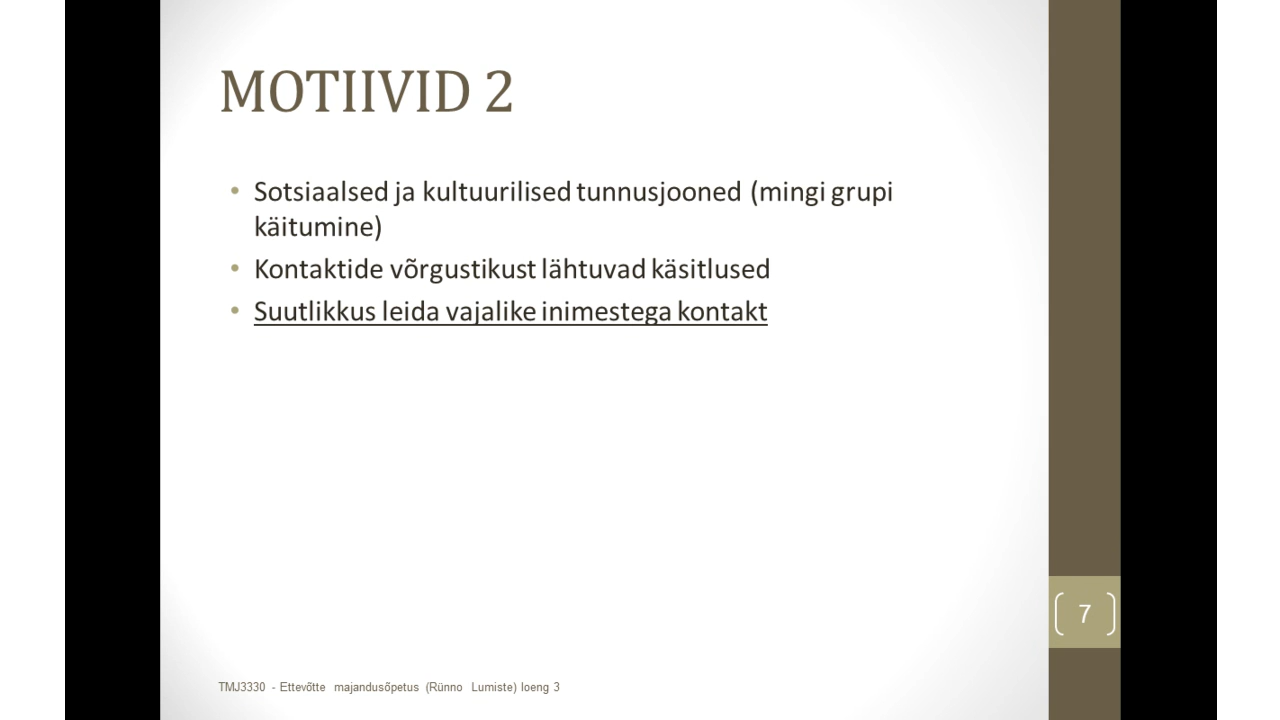 MOTIIVID 2
• Sotsiaalsed ja kultuurilised tunnusjooned (mingi grupi
käitumine)
• Kontaktide võrgustikust lähtuvad käsitlused
• Suutlikkus leida vajalike inimestega kontakt
7
TMJ3330 - Ettevõtte majandusõpetus (Rünno Lumiste) loeng 3